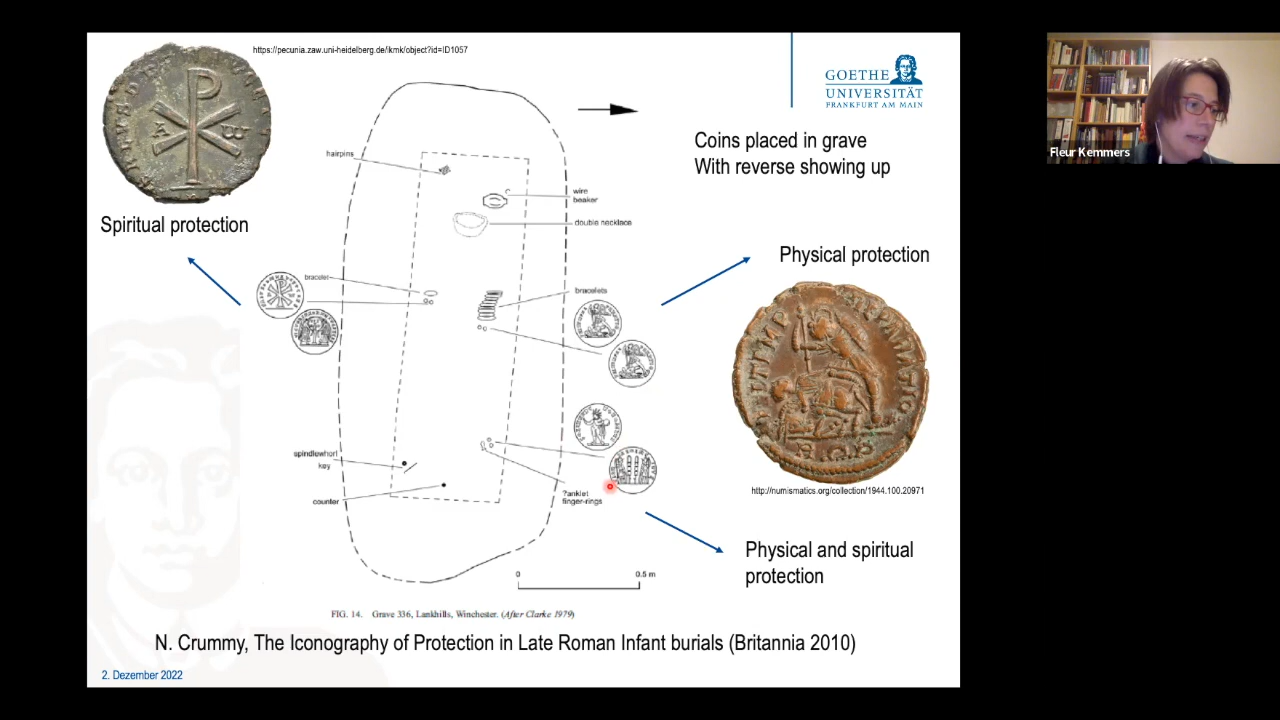 https://pecunia.zaw.uni-heidelberg.de/ikmk/object?id=ID1057
GOETHE
UNIVERSITÄT
FRANKFURT AM MAIN
Fleur Kemmers
Coins placed in grave
With reverse showing up
hairpins
wire
beaker
double necklace
Spiritual protection
Physical protection
bracelet
bracelets
spindlewhorl
key
counter
?anklet
finger-rings
http://numismatics.org/collection/1944.100.20971
Physical and spiritual
protection
0
0.5 m
FIG. 14. Grave 336, Lankhills, Winchester. (After Clarke 1979)
N. Crummy, The Iconography of Protection in Late Roman Infant burials (Britannia 2010)
2. Dezember 2022